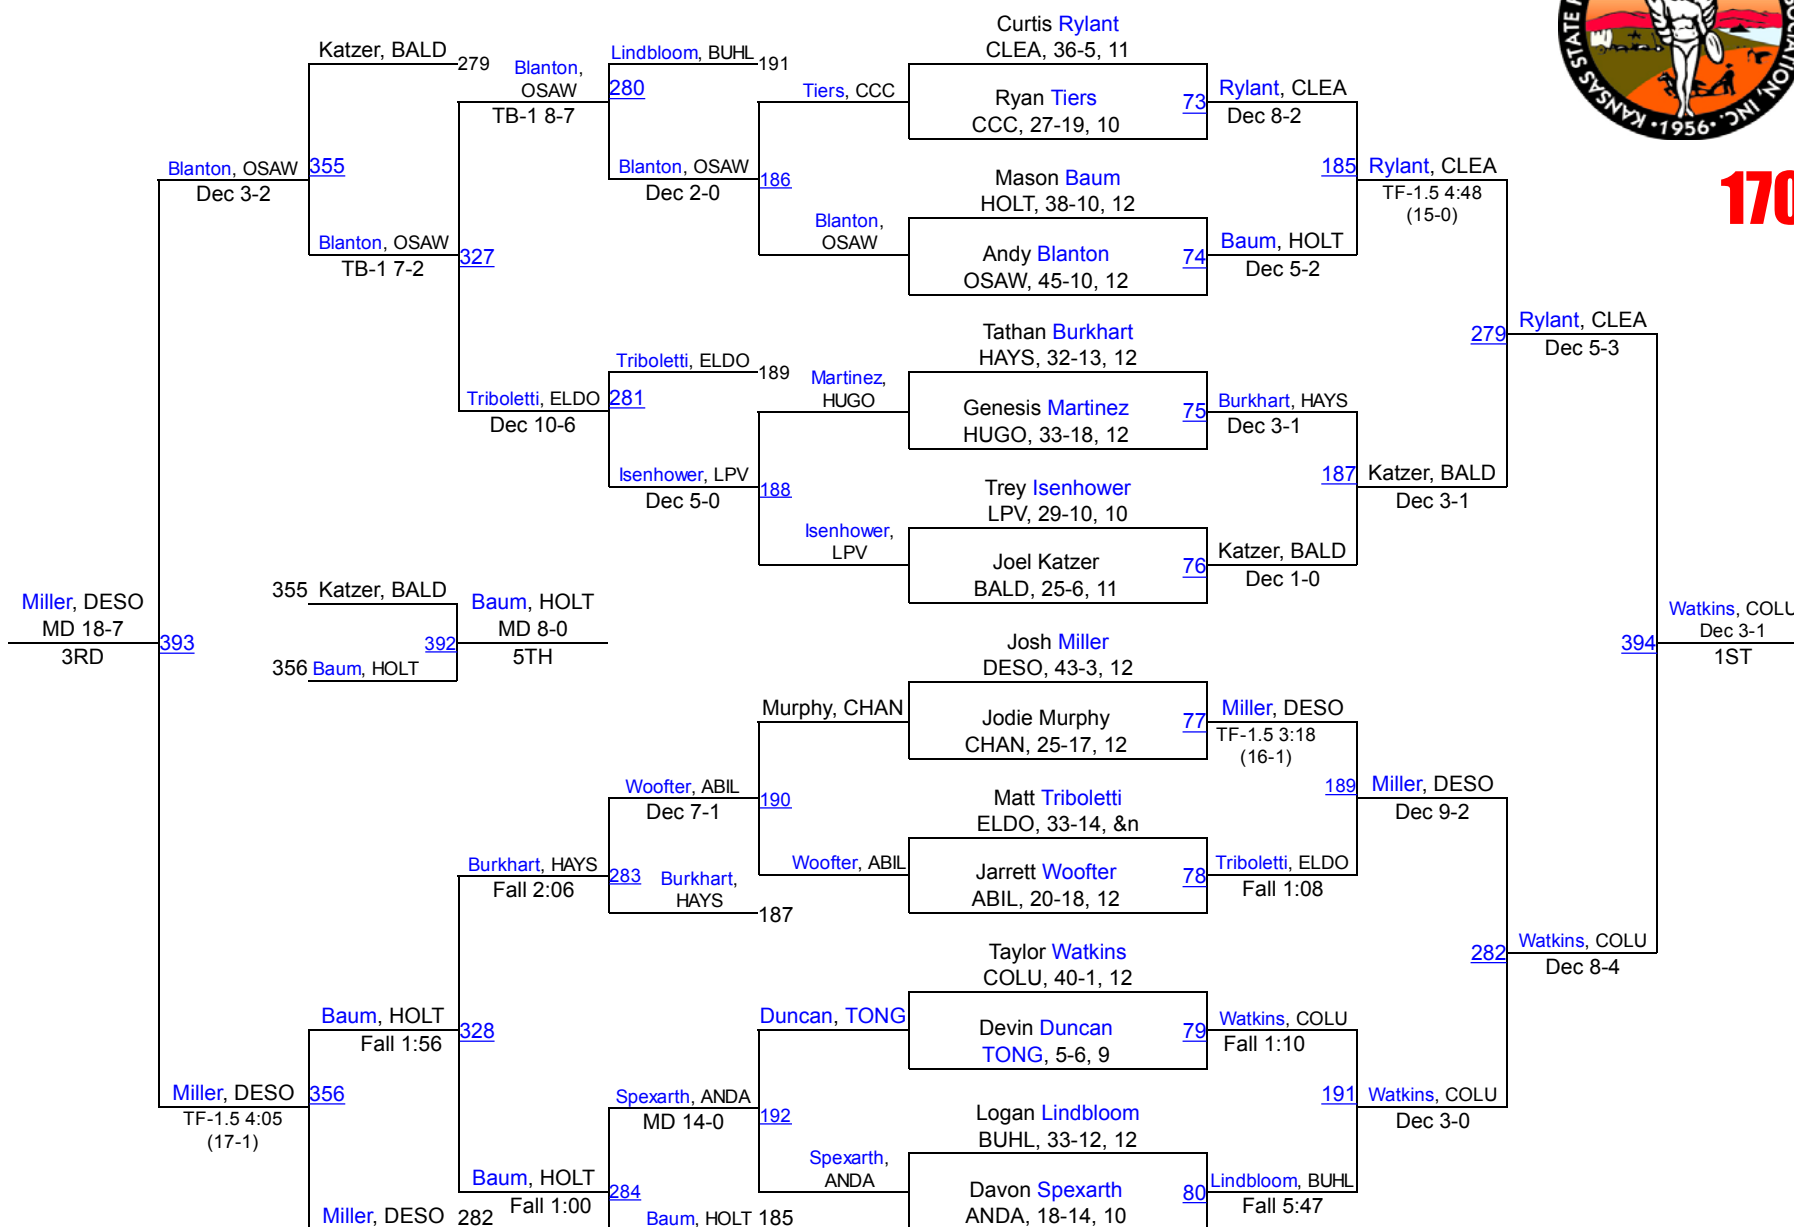 Katzer, BALD
279
Blanton,
OSAW
TB-1 8-7
Lindbloom, BUHL
191
280
Blanton, OSAW
Dec 2-0
Tiers, CCC
186
Blanton,
OSAW
Curtis Rylant
CLEA, 36-5, 11
Ryan Tiers
CCC, 27-19, 10
73
Rylant, CLEA
Dec 8-2
Mason Baum
HOLT, 38-10, 12
Andy Blanton
OSAW, 45-10, 12
74
Baum, HOLT
Dec 5-2
185
Rylant, CLEA
TF-1.5 4:48
(15-0)
KANSAS STATE
OCIATION, INC.
•1956•
170
Blanton, OSAW
Dec 3-2
355
Blanton, OSAW
TB-1 7-2
327
Triboletti, ELDO
Dec 10-6
Triboletti, ELDO
189
281
Isenhower, LPV
Dec 5-0
Martinez,
HUGO
188
Isenhower,
LPV
Tathan Burkhart
HAYS, 32-13, 12
Genesis Martinez
HUGO, 33-18, 12
75
Burkhart, HAYS
Dec 3-1
Trey Isenhower
LPV, 29-10, 10
Joel Katzer
BALD, 25-6, 11
76
Katzer, BALD
Dec 1-0
187
Katzer, BALD
Dec 3-1
279
Rylant, CLEA
Dec 5-3
Miller, DESO
MD 18-7
3RD
393
355 Katzer, BALD
356 Baum, HOLT
392
Baum, HOLT
MD 8-0
5TH
394
Watkins, COLU
Dec 3-1
1ST
Murphy, CHAN
Woofter, ABIL
Dec 7-1
190
Woofter, ABIL
Burkhart, HAYS
Fall 2:06
283
Burkhart,
HAYS
187
Josh Miller
DESO, 43-3, 12
Jodie Murphy
CHAN, 25-17, 12
77
Miller, DESO
TF-1.5 3:18
(16-1)
Matt Triboletti
ELDO, 33-14, &n
Jarrett Woofter
ABIL, 20-18, 12
78
Triboletti, ELDO
Fall 1:08
189
Miller, DESO
Dec 9-2
282
Watkins, COLU
Dec 8-4
Baum, HOLT
Fall 1:56
328
Miller, DESO
TF-1.5 4:05
(17-1)
356
Miller, DESO 282
Baum, HOLT
Fall 1:00
284
Spexarth, ANDA
MD 14-0
Baum, HOLT 185
Duncan, TONG
192
Spexarth,
ANDA
Taylor Watkins
COLU, 40-1, 12
Devin Duncan
TONG, 5-6, 9
79
Watkins, COLU
Fall 1:10
Logan Lindbloom
BUHL, 33-12, 12
Davon Spexarth
ANDA, 18-14, 10
80
Lindbloom, BUHL
Fall 5:47
191
Watkins, COLU
Dec 3-0